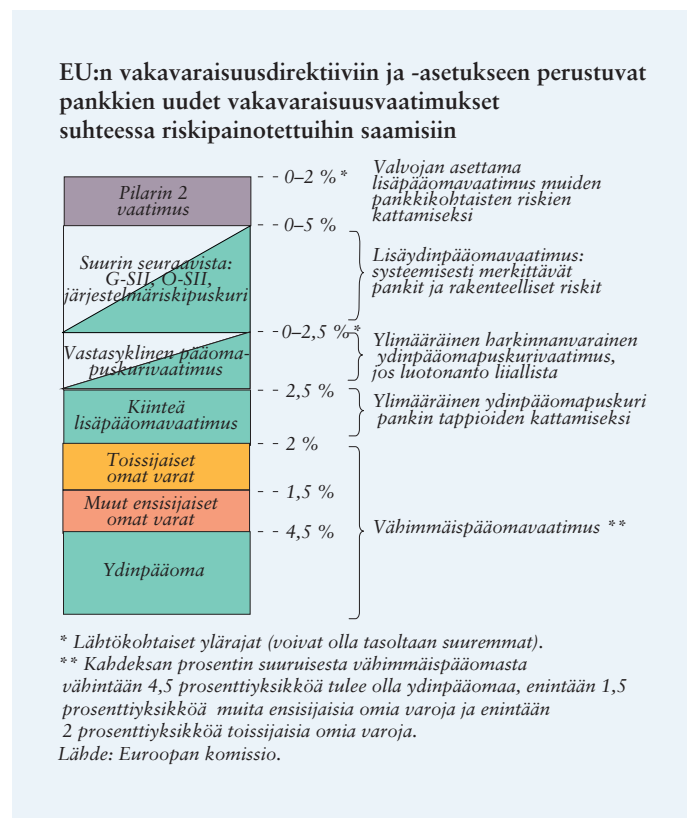 EU:n vakavaraisuusdirektiiviin ja -asetukseen perustuvat
pankkien uudet vakavaraisuusvaatimukset
suhteessa riskipainotettuihin saamisiin
Pilarin 2
vaatimus
0–2 % *
Valvojan asettama
lisäpääomavaatimus muiden
pankkikohtaisten riskien
kattamiseksi
0–5 %
Suurin seuraavista:
G-SII, O-SII,
järjestelmäriskipuskuri
Lisäydinpääomavaatimus:
systeemisesti merkittävät
pankit ja rakenteelliset riskit
0–2,5 %*
Vastasyklinen pääoma-
puskurivaatimus
Ylimääräinen harkinnanvarainen
ydinpääomapuskurivaatimus,
jos luotonanto liiallista
2,5 %
Kiinteä
lisäpääomavaatimus
Ylimääräinen ydinpääomapuskuri
pankin tappioiden kattamiseksi
2 %
Toissijaiset
omat varat
1,5 %
Muut ensisijaiset
omat varat
4,5 %
Ydinpääoma
Vähimmäispääomavaatimus **
* Lähtökohtaiset ylärajat (voivat olla tasoltaan suuremmat).
** Kahdeksan prosentin suuruisesta vähimmäispääomasta
vähintään 4,5 prosenttiyksikköä tulee olla ydinpääomaa, enintään 1,5
prosenttiyksikköä muita ensisijaisia omia varoja ja enintään
2 prosenttiyksikköä toissijaisia omia varoja.
Lähde: Euroopan komissio.